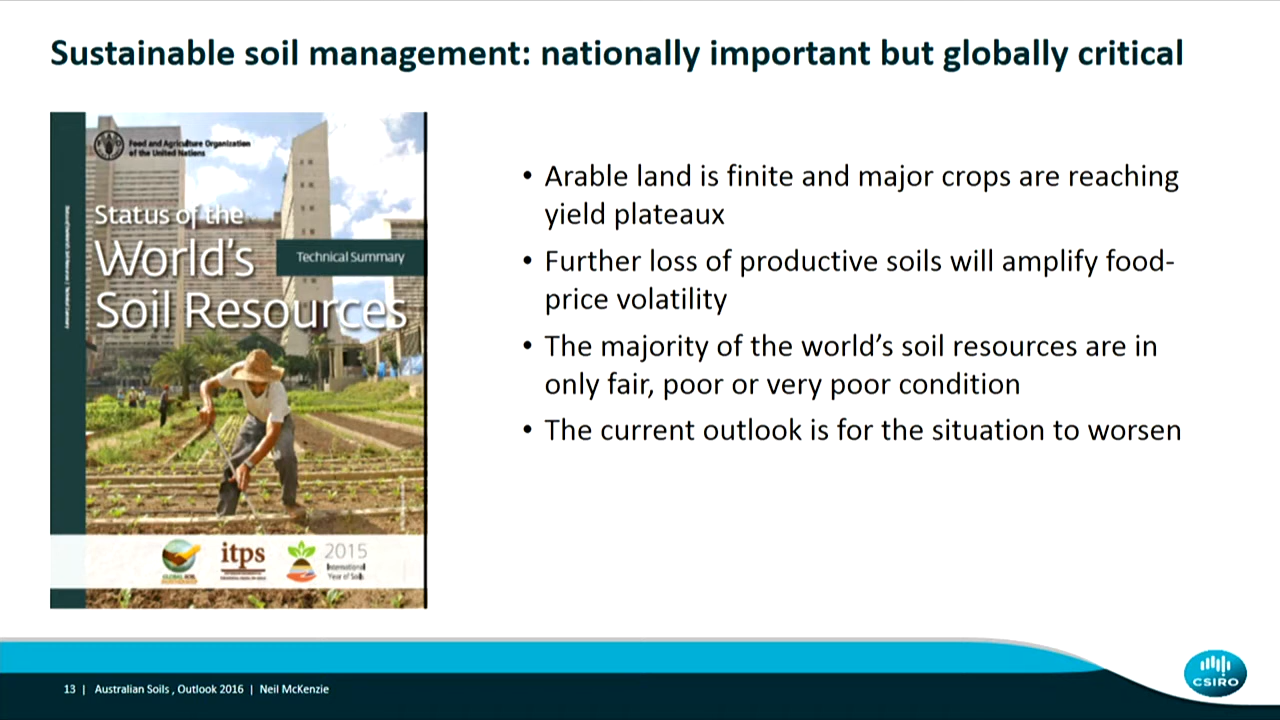 Sustainable soil management: nationally important but globally critical
Food and Agriculture Organization
of the United Nations
Status of the
World's
Technical Summary
Soil Resources
itps
2015
International
Year of Soils
GLOBAL SOIL
PARTNERSHIP
• Arable land is finite and major crops are reaching
yield plateaux
• Further loss of productive soils will amplify food-
price volatility
• The majority of the world's soil resources are in
only fair, poor or very poor condition
• The current outlook is for the situation to worsen
13 | Australian Soils , Outlook 2016 | Neil McKenzie
CSIRO